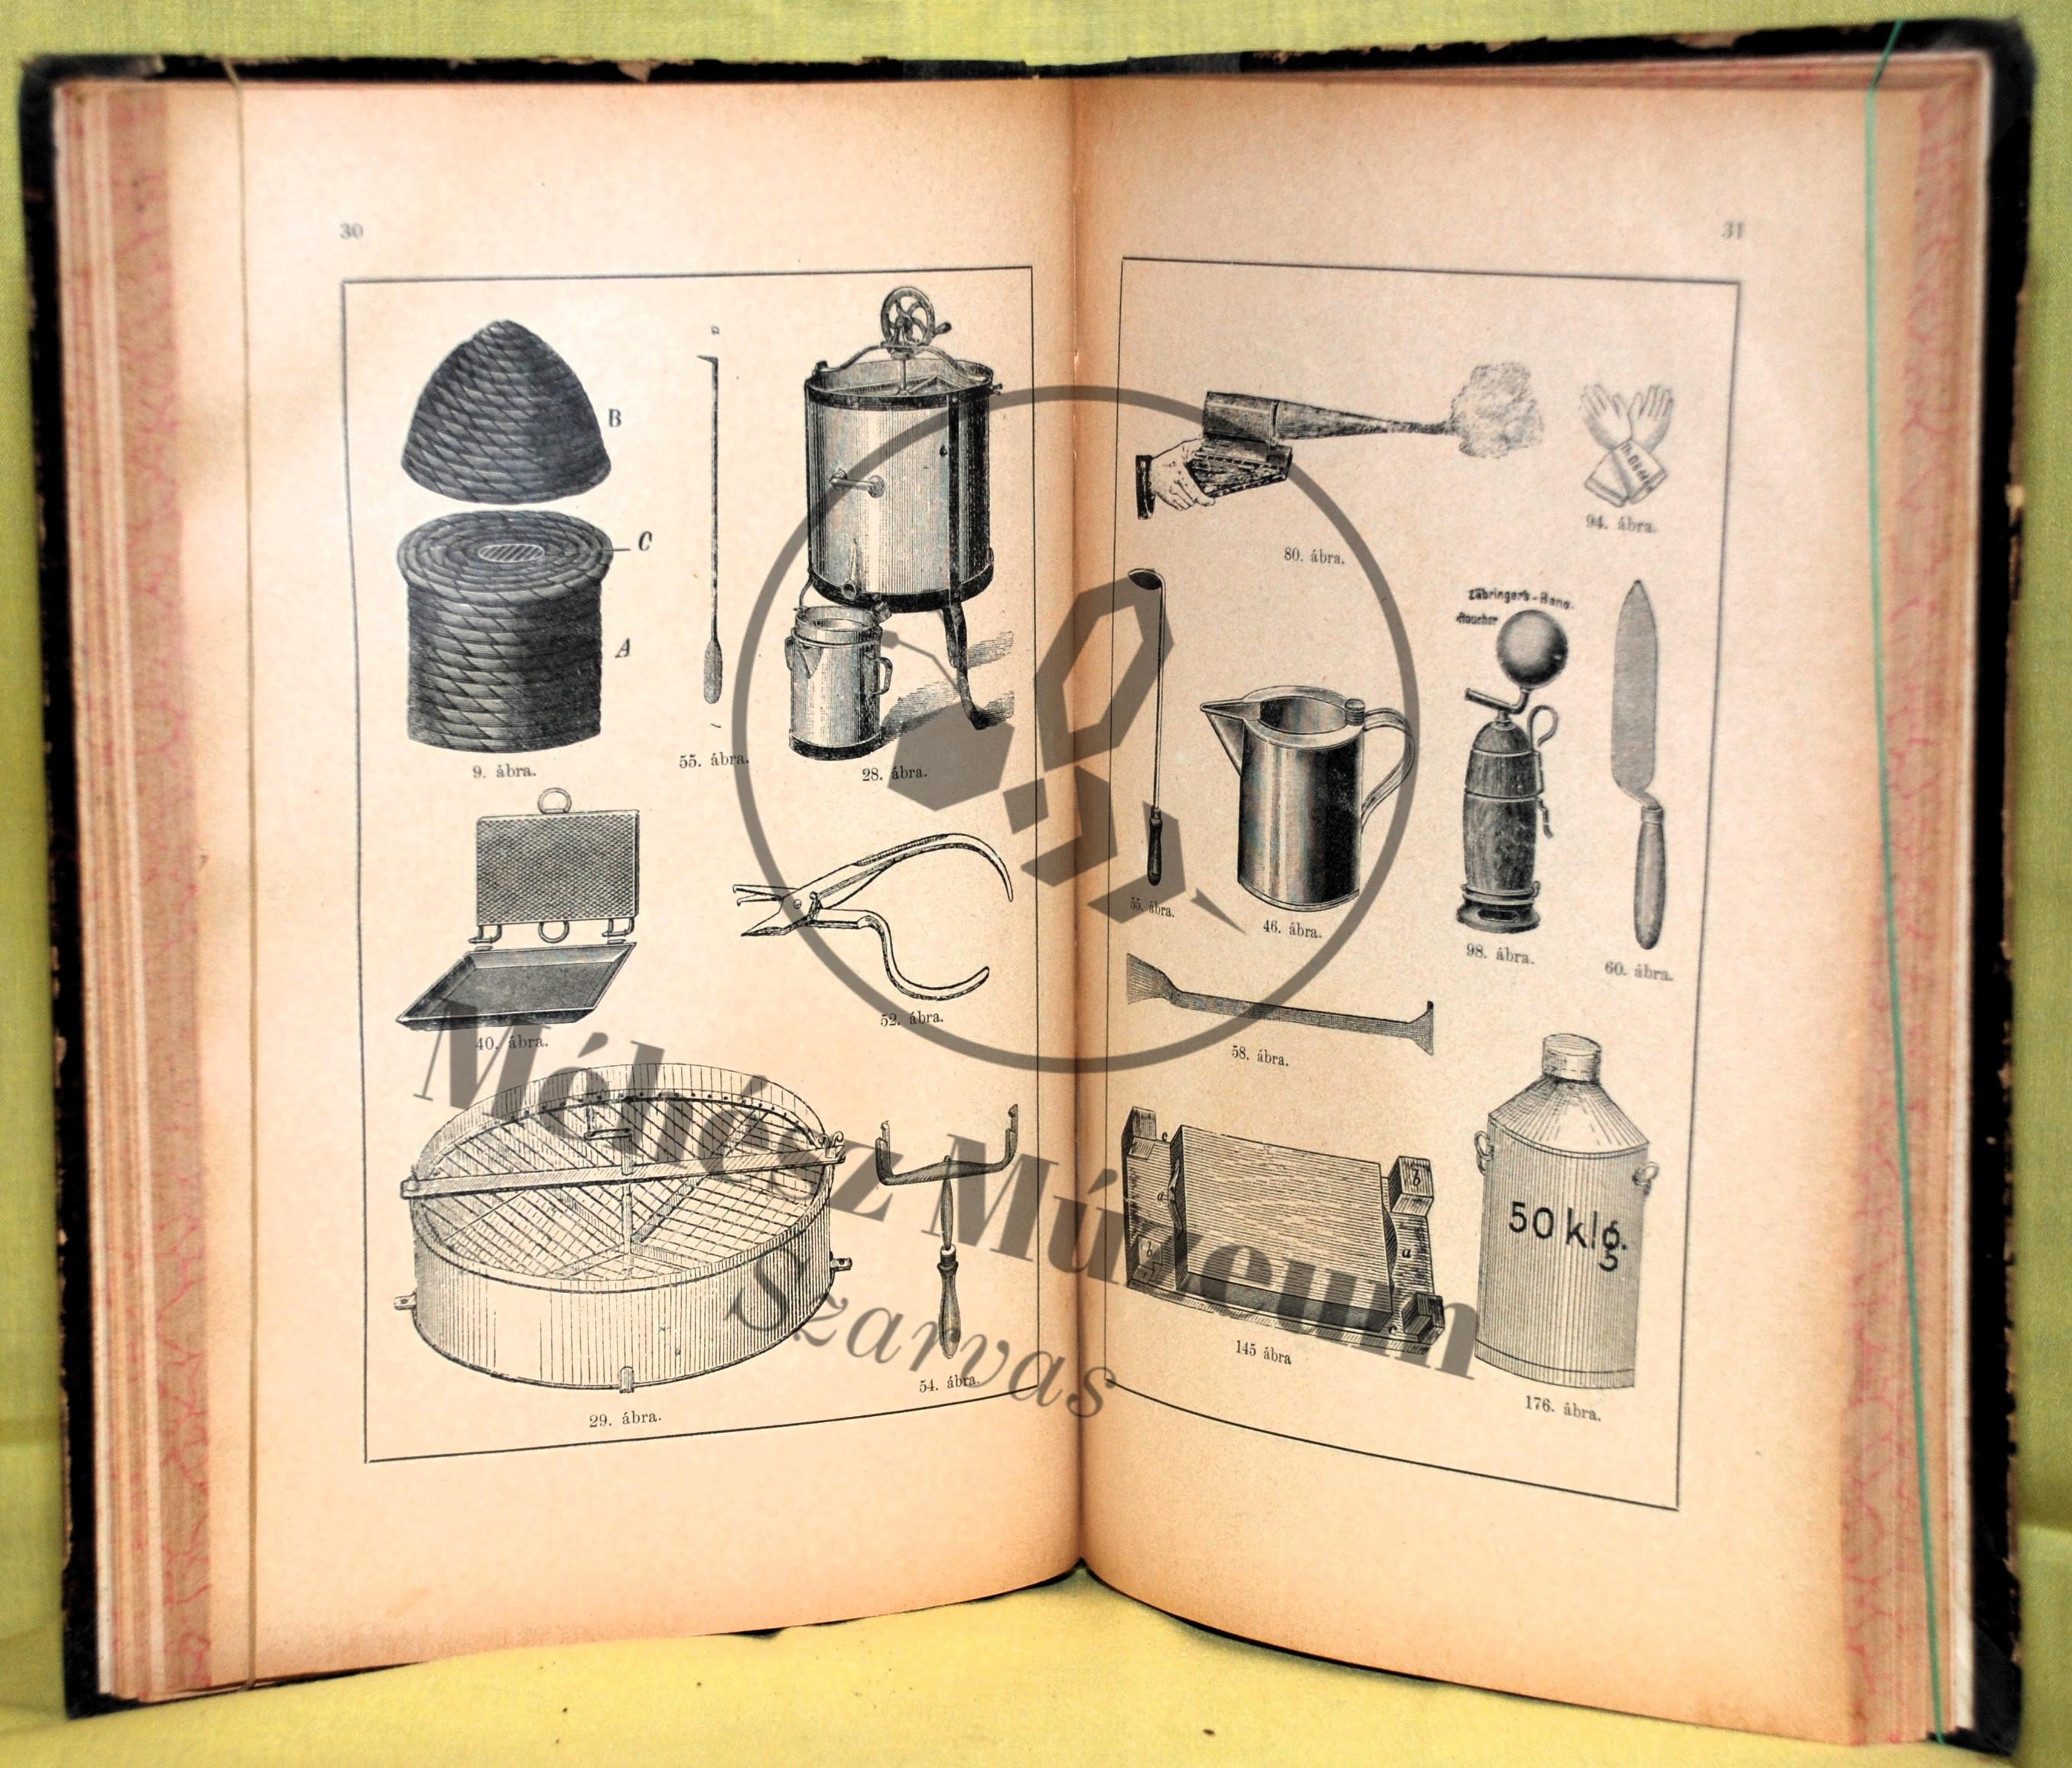 30
B
C
A
a
9. ábra.
55. ábra.
28. ábra.
40. ábra.
52. ábra.
29. ábra.
54. ábra.
31
80. ábra.
94. ábra.
55. ábra.
46. ábra.
98. ábra.
60. ábra.
58. ábra.
c
a
b
b
a
c
145 ábra
50 klg.
176. ábra.
Méhész Múzeum
Szarvas